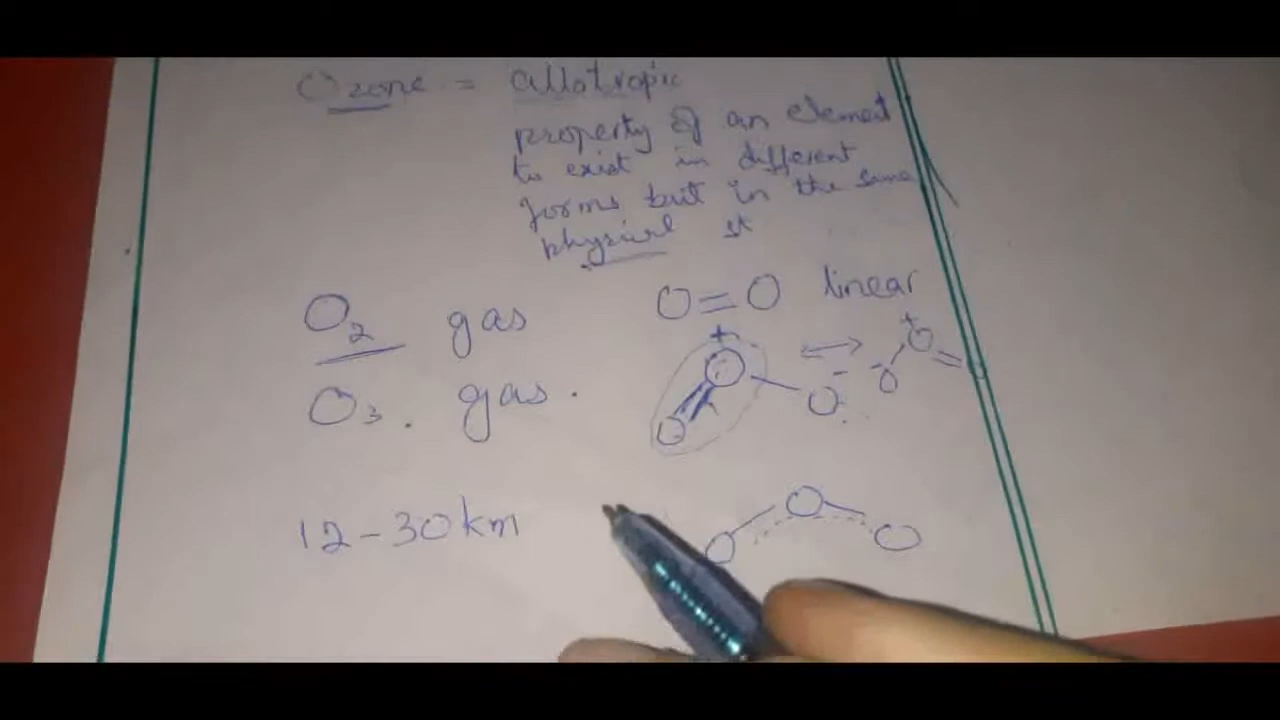 Ozone = allotropic
property of an element
to exist in different
forms but in the same
physical st
O2 gas
O=O linear
O3. gas.
+
O
O
O-
+
O
O
O
12-30 km
O
O
O